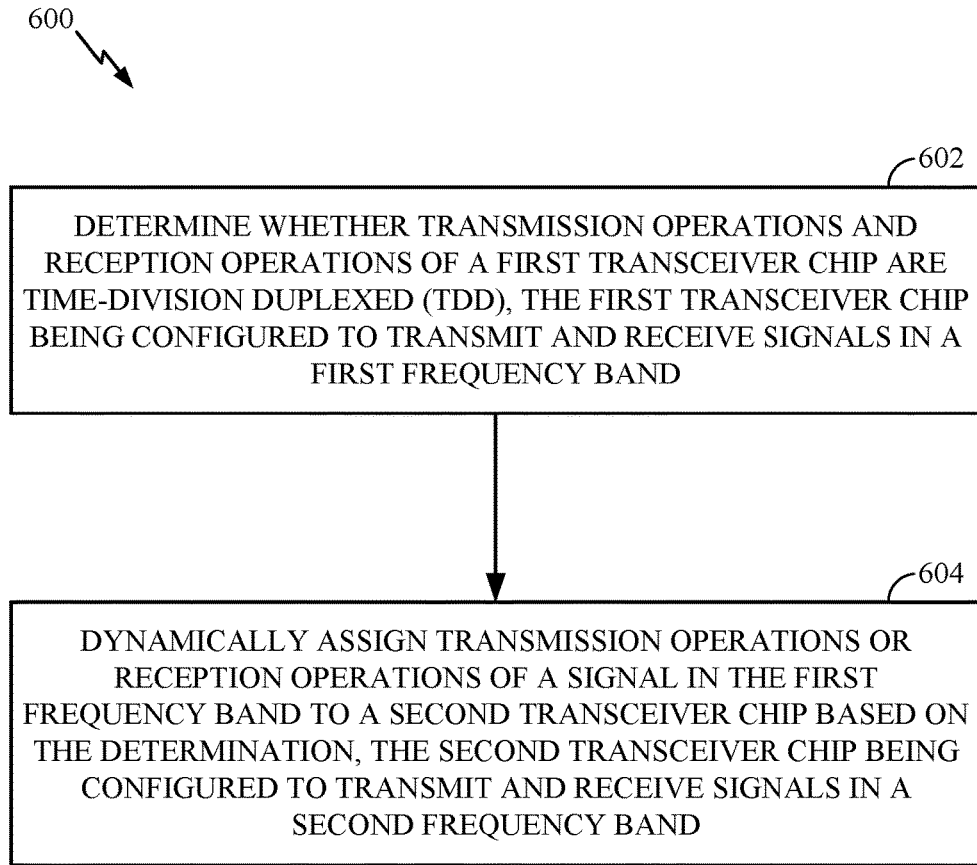 600
602
DETERMINE WHETHER TRANSMISSION OPERATIONS AND
RECEPTION OPERATIONS OF A FIRST TRANSCEIVER CHIP ARE
TIME-DIVISION DUPLEXED (TDD), THE FIRST TRANSCEIVER CHIP
BEING CONFIGURED TO TRANSMIT AND RECEIVE SIGNALS IN A
FIRST FREQUENCY BAND
604
DYNAMICALLY ASSIGN TRANSMISSION OPERATIONS OR
RECEPTION OPERATIONS OF A SIGNAL IN THE FIRST
FREQUENCY BAND TO A SECOND TRANSCEIVER CHIP BASED ON
THE DETERMINATION, THE SECOND TRANSCEIVER CHIP BEING
CONFIGURED TO TRANSMIT AND RECEIVE SIGNALS IN A
SECOND FREQUENCY BAND